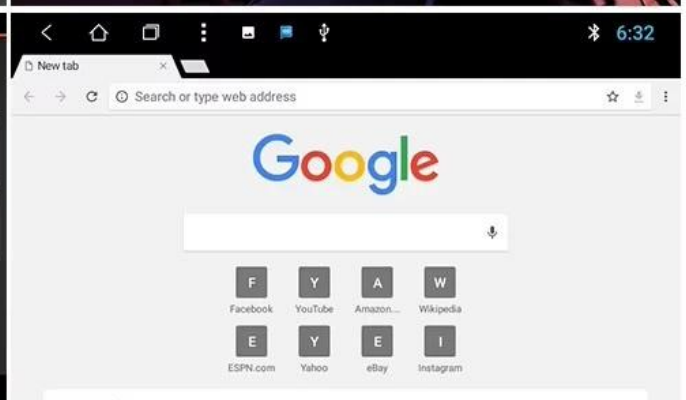 6:32
New tab
Search or type web address
Google
F Y A W
Facebook YouTube Amazon... Wikipedia
E Y E I
ESPN.com Yahoo eBay Instagram